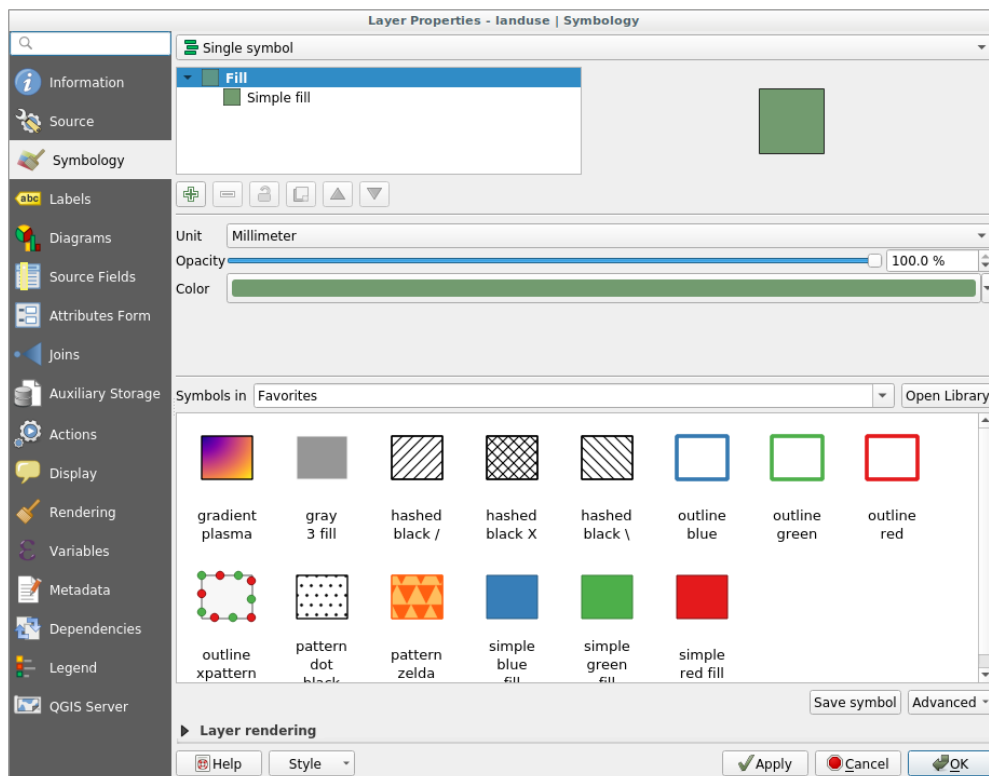 Layer Properties - landuse | Symbology
Information
Source
Symbology
Labels
Diagrams
Source Fields
Attributes Form
Joins
Auxiliary Storage
Actions
Display
Rendering
Variables
Metadata
Dependencies
Legend
QGIS Server
Single symbol
Fill
Simple fill
Unit Millimeter
Opacity 100.0 %
Color
Symbols in Favorites Open Library
gradient plasma
gray 3 fill
hashed black /
hashed black X
hashed black \
outline blue
outline green
outline red
outline xpattern
pattern dot black
pattern zelda
simple blue fill
simple green fill
simple red fill
Save symbol Advanced
Layer rendering
Help Style Apply Cancel OK
abc